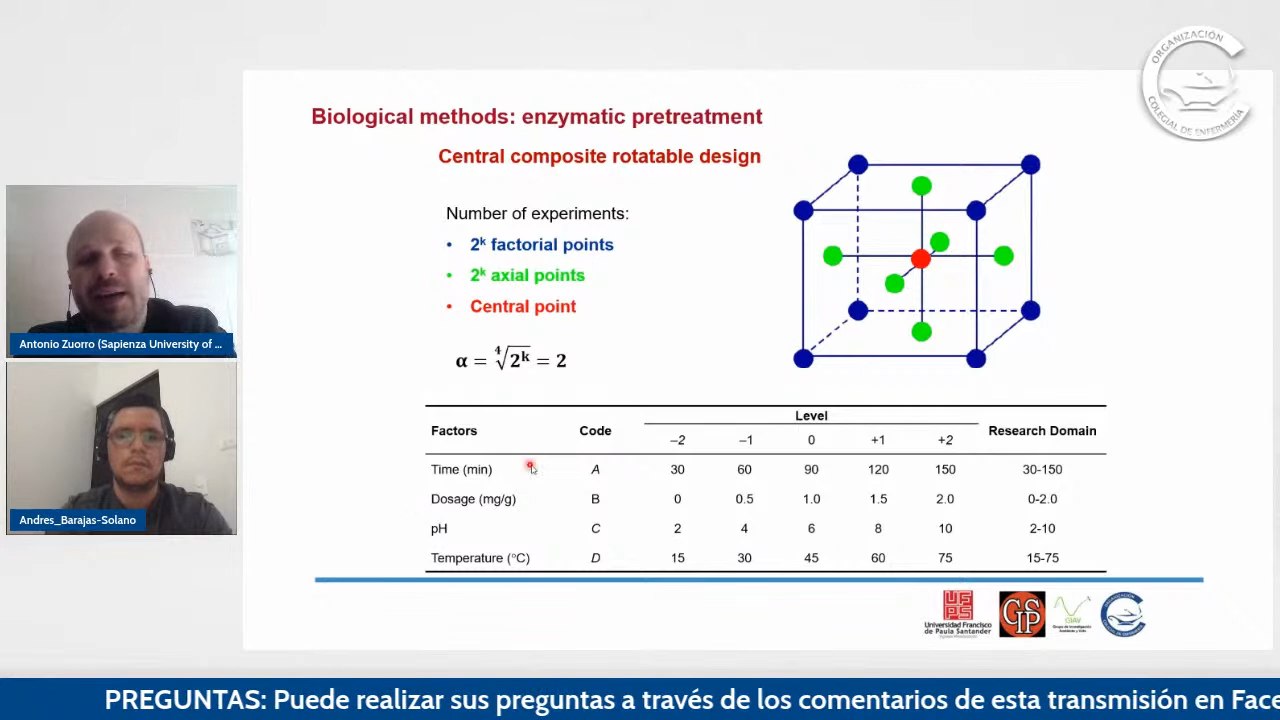 ORGANIZACIÓN
COLEGIAL DE ENFERMERÍA
Biological methods: enzymatic pretreatment
Central composite rotatable design
Number of experiments:
• 2ᵏ factorial points
• 2ᵏ axial points
• Central point
α = ∜2ᵏ = 2
Antonio Zuorro (Sapienza University of ...
Andres_Barajas-Solano
Level
Factors Code –2 –1 0 +1 +2 Research Domain
Time (min) A 30 60 90 120 150 30-150
Dosage (mg/g) B 0 0.5 1.0 1.5 2.0 0-2.0
pH C 2 4 6 8 10 2-10
Temperature (°C) D 15 30 45 60 75 15-75
UFPS
Universidad Francisco
de Paula Santander
GIAV
PREGUNTAS: Puede realizar sus preguntas a través de los comentarios de esta transmisión en Face